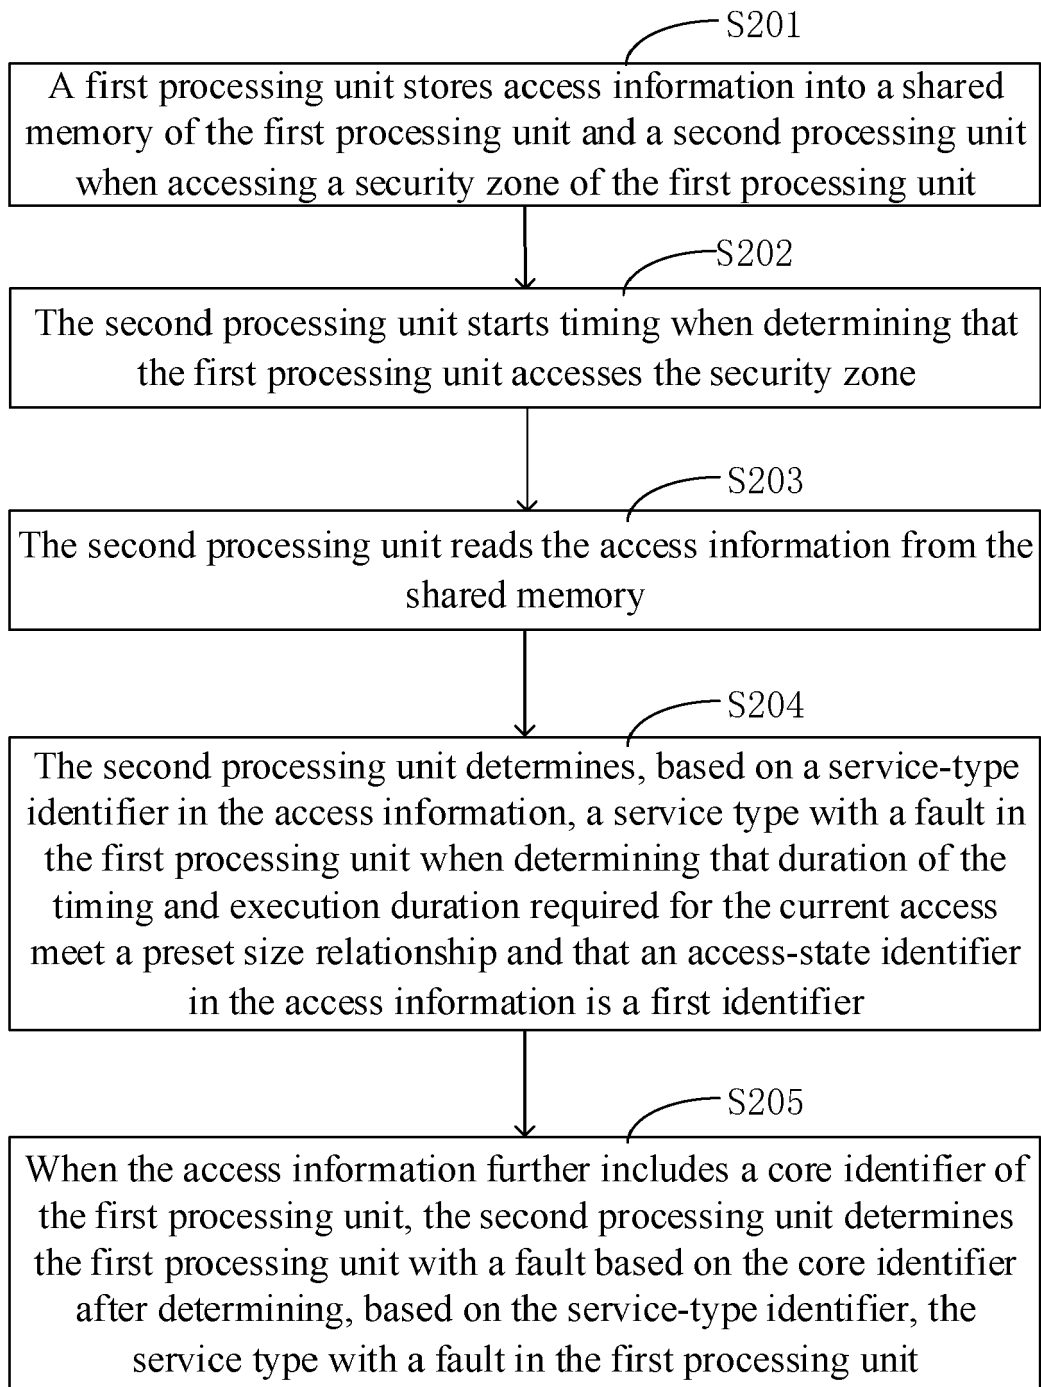 S201
A first processing unit stores access information into a shared
memory of the first processing unit and a second processing unit
when accessing a security zone of the first processing unit
S202
The second processing unit starts timing when determining that
the first processing unit accesses the security zone
S203
The second processing unit reads the access information from the
shared memory
S204
The second processing unit determines, based on a service-type
identifier in the access information, a service type with a fault in
the first processing unit when determining that duration of the
timing and execution duration required for the current access
meet a preset size relationship and that an access-state identifier
in the access information is a first identifier
S205
When the access information further includes a core identifier of
the first processing unit, the second processing unit determines
the first processing unit with a fault based on the core identifier
after determining, based on the service-type identifier, the
service type with a fault in the first processing unit